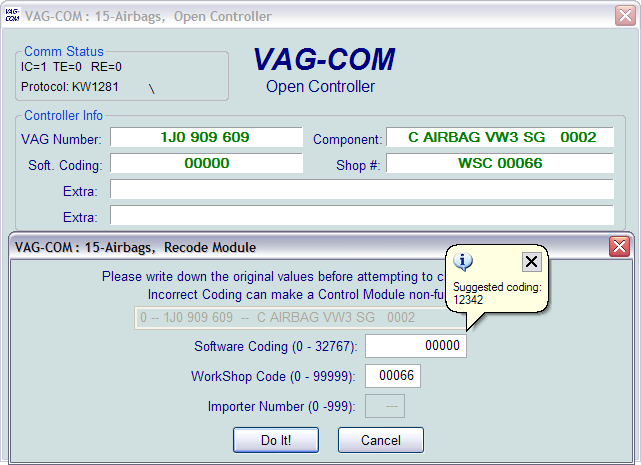 VAG-COM VAG-COM : 15-Airbags,  Open Controller
Comm Status
IC=1  TE=0  RE=0
Protocol: KW1281  \
VAG-COM
Open Controller
Controller Info
VAG Number: 1J0 909 609 Component: C AIRBAG VW3 SG   0002
Soft. Coding: 00000 Shop #: WSC 00066
Extra:
Extra:
VAG-COM : 15-Airbags,  Recode Module
Please write down the original values before attempting to c
Incorrect Coding can make a Control Module non-fu
Suggested coding:
12342
0 -- 1J0 909 609  --  C AIRBAG VW3 SG   0002
Software Coding (0 - 32767): 00000
WorkShop Code (0 - 99999): 00066
Importer Number (0 -999): ---
Do It! Cancel